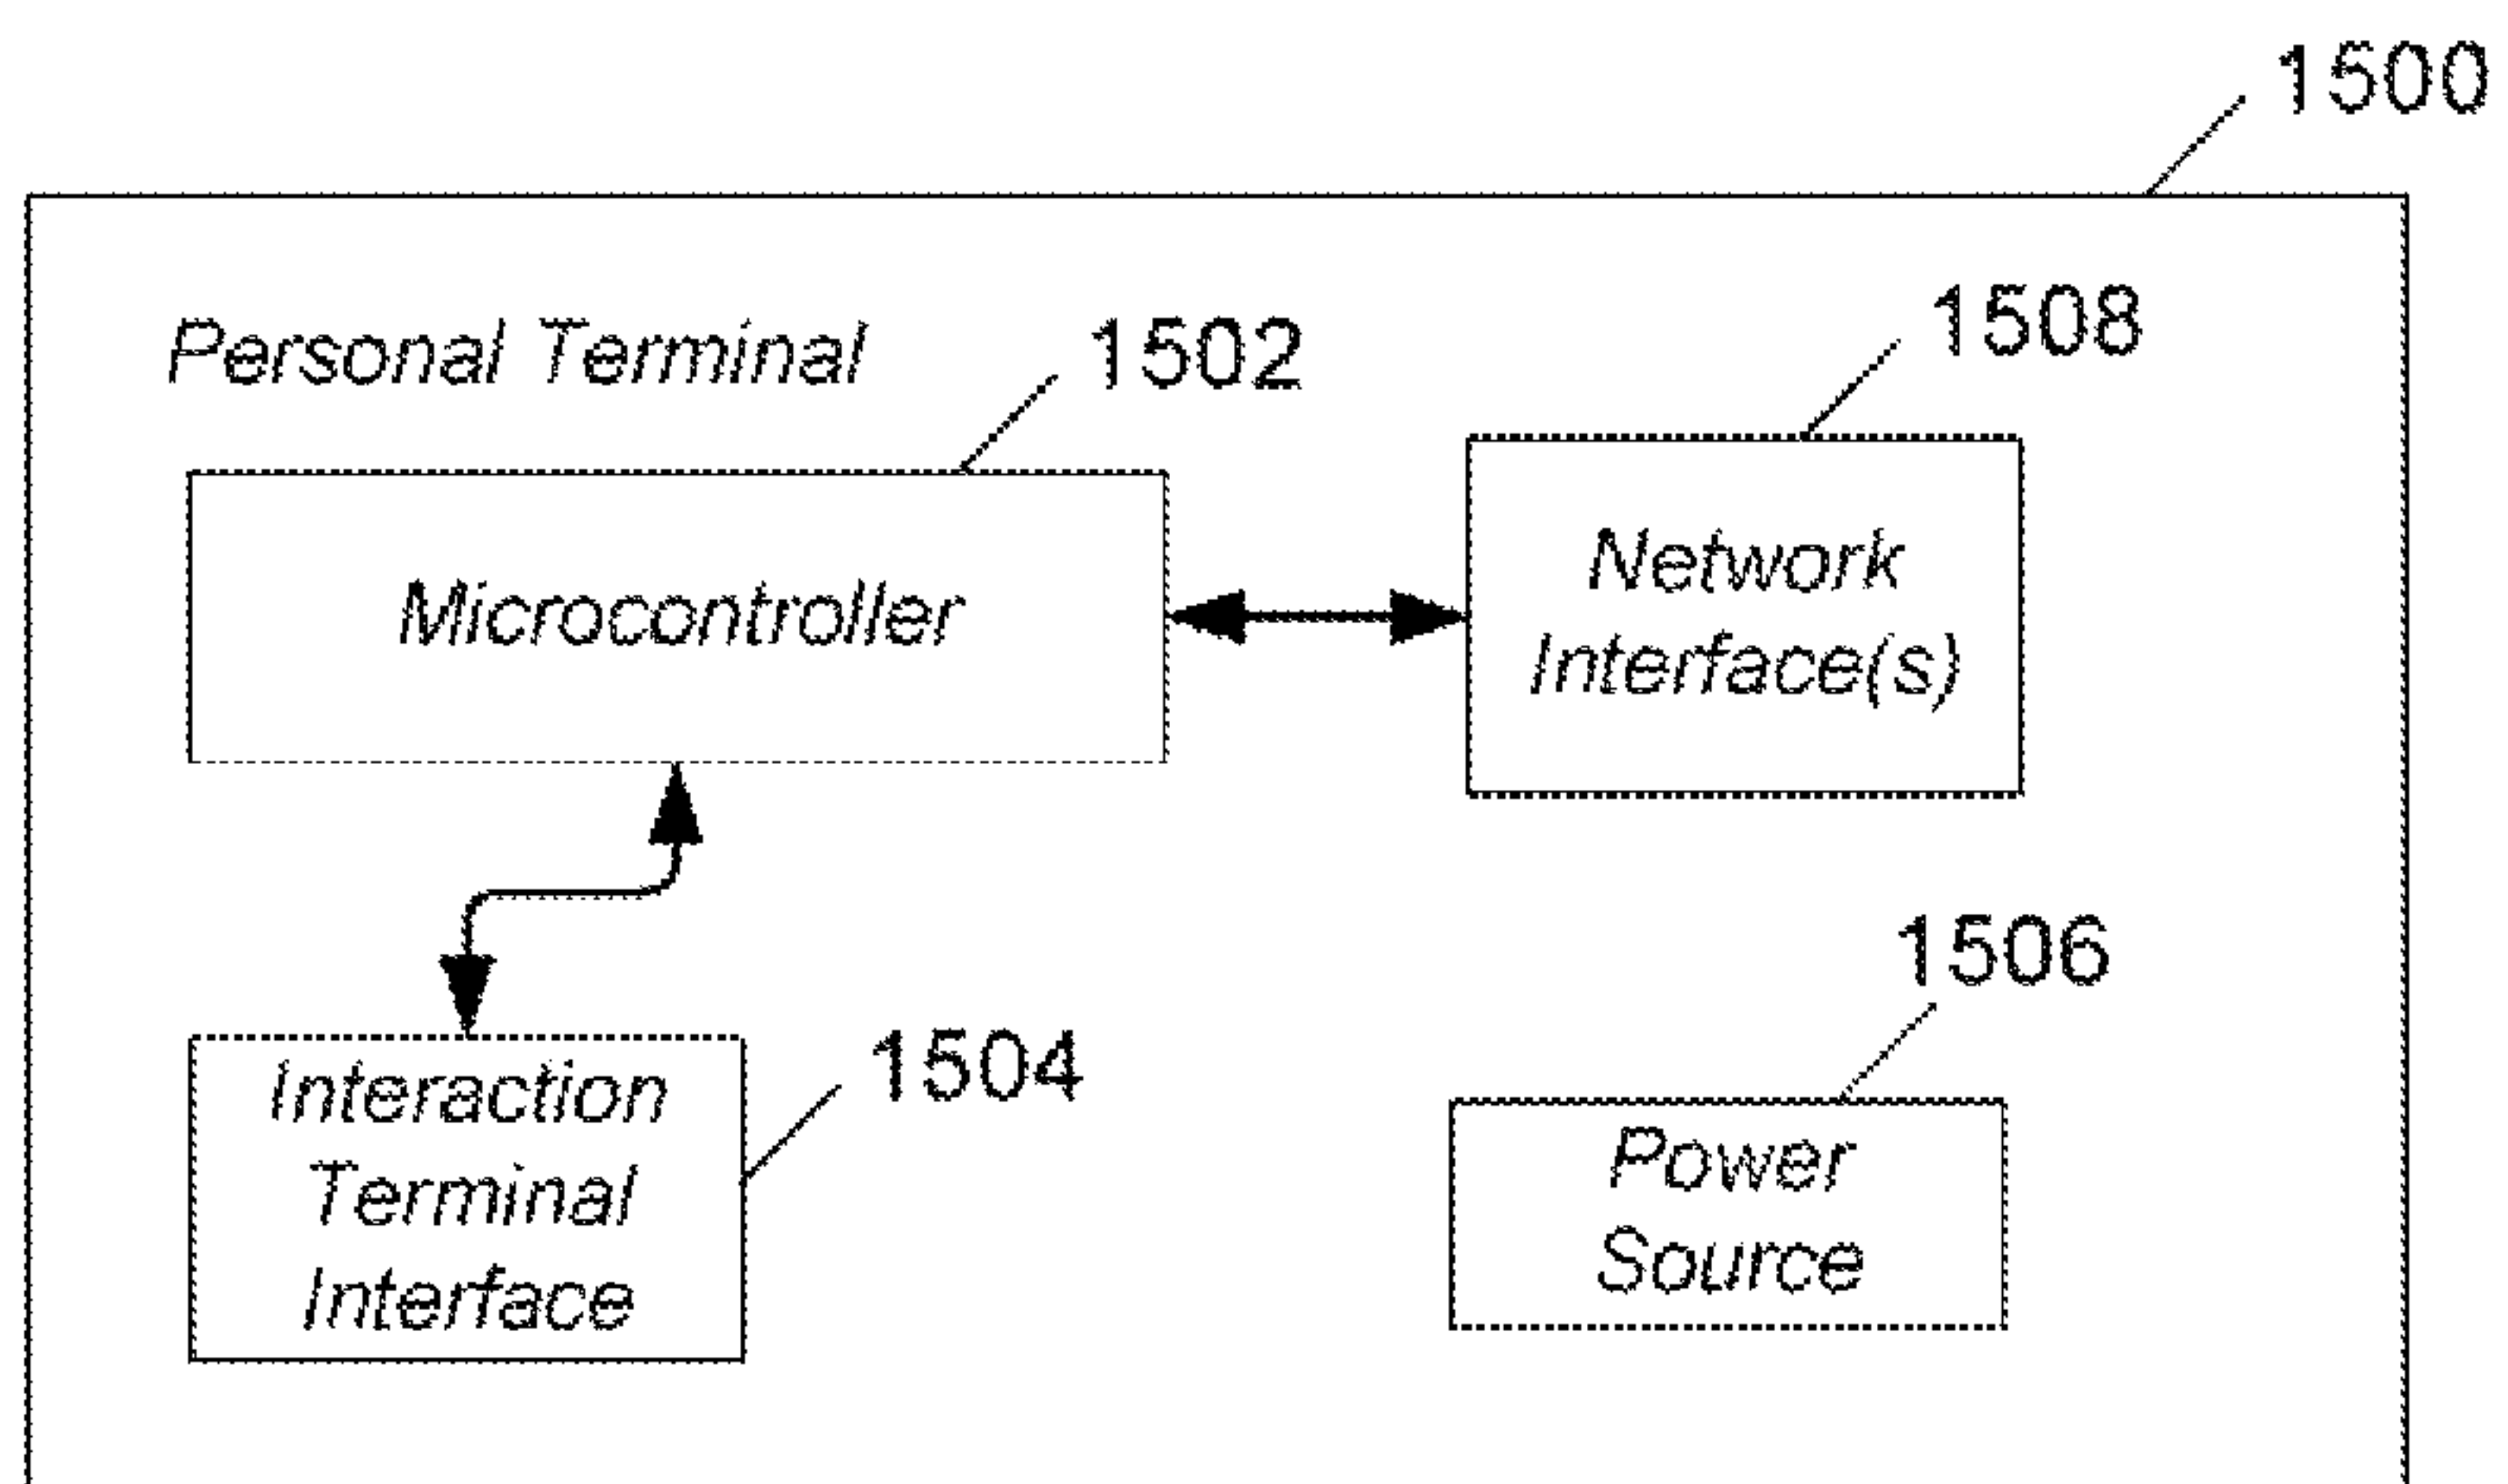 1500
Personal Terminal
1502
1508
Microcontroller
Network
Interface(s)
1506
1504
Interaction
Terminal
Interface
Power
Source